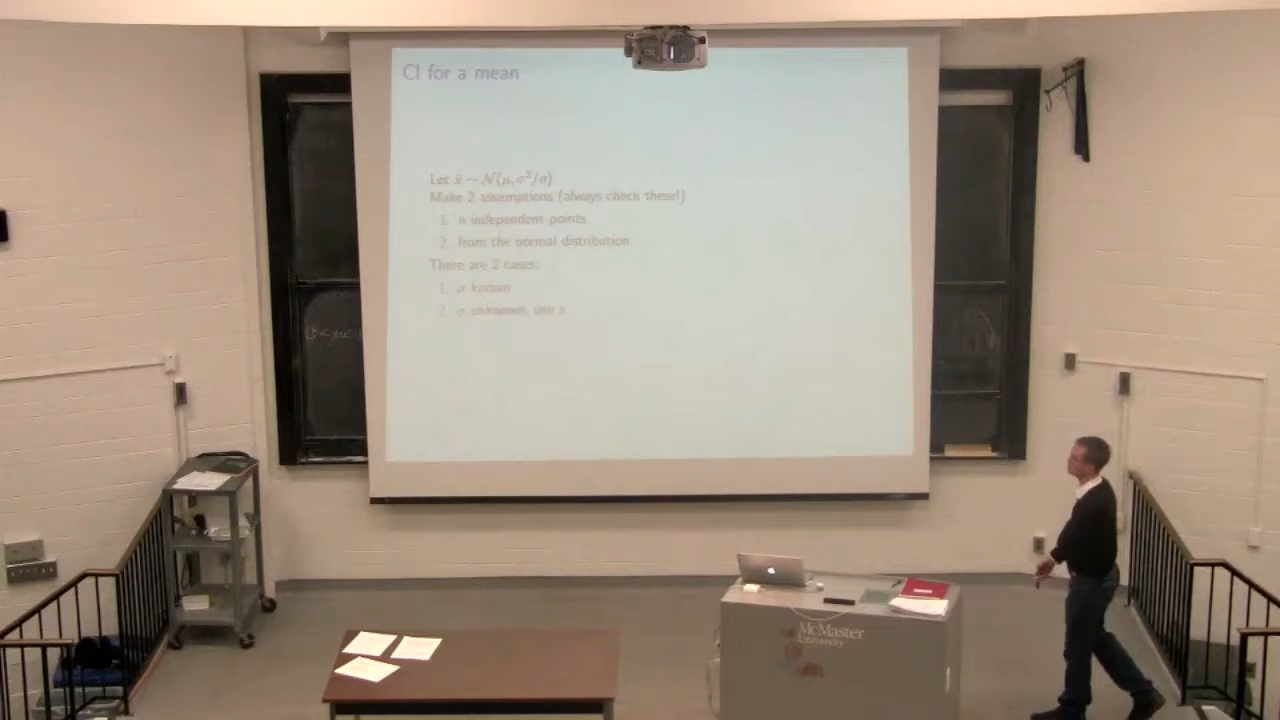 CI for a mean
Let x̄ ~ N(μ, σ²/n)
Make 2 assumptions (always check these!)
1. n independent points
2. from the normal distribution
There are 2 cases:
1. σ known
2. σ unknown, use s
LB < μ <
McMaster
University